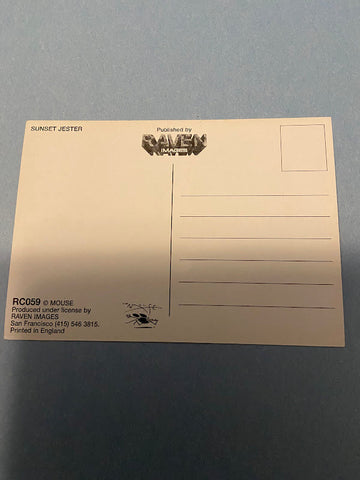 SUNSET JESTER
Published by
RAVEN
IMAGES
RC059 © MOUSE
Produced under license by
RAVEN IMAGES
San Francisco (415) 546 3815.
Printed in England